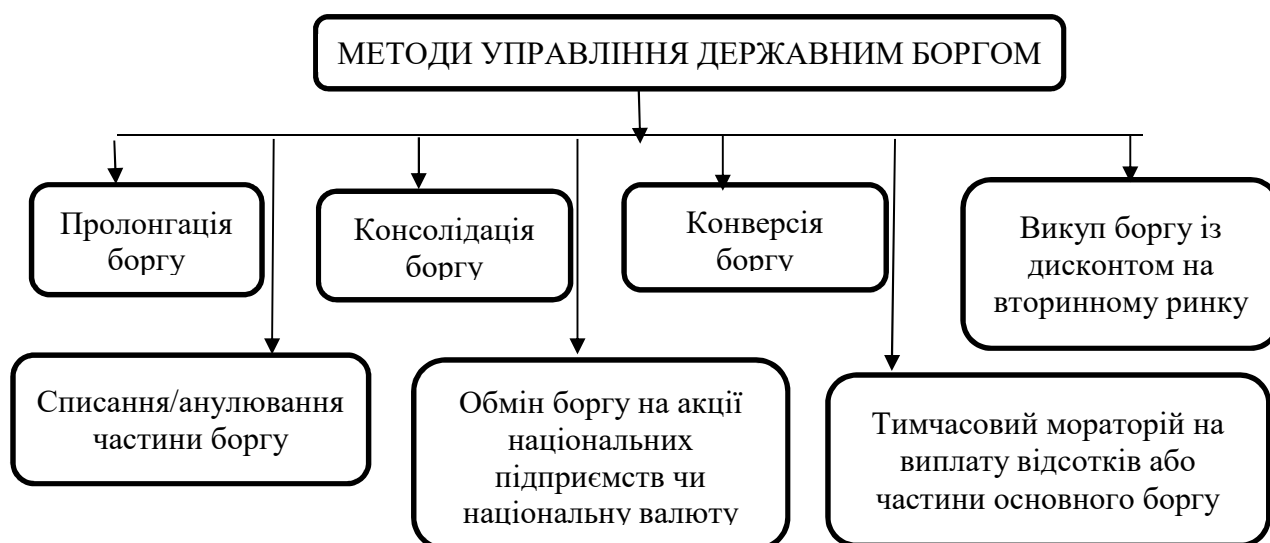 МЕТОДИ УПРАВЛІННЯ ДЕРЖАВНИМ БОРГОМ
Пролонгація
боргу
Консолідація
боргу
Конверсія
боргу
Викуп боргу із
дисконтом на
вторинному ринку
Списання/анулювання
частини боргу
Обмін боргу на акції
національних
підприємств чи
національну валюту
Тимчасовий мораторій на
виплату відсотків або
частини основного боргу